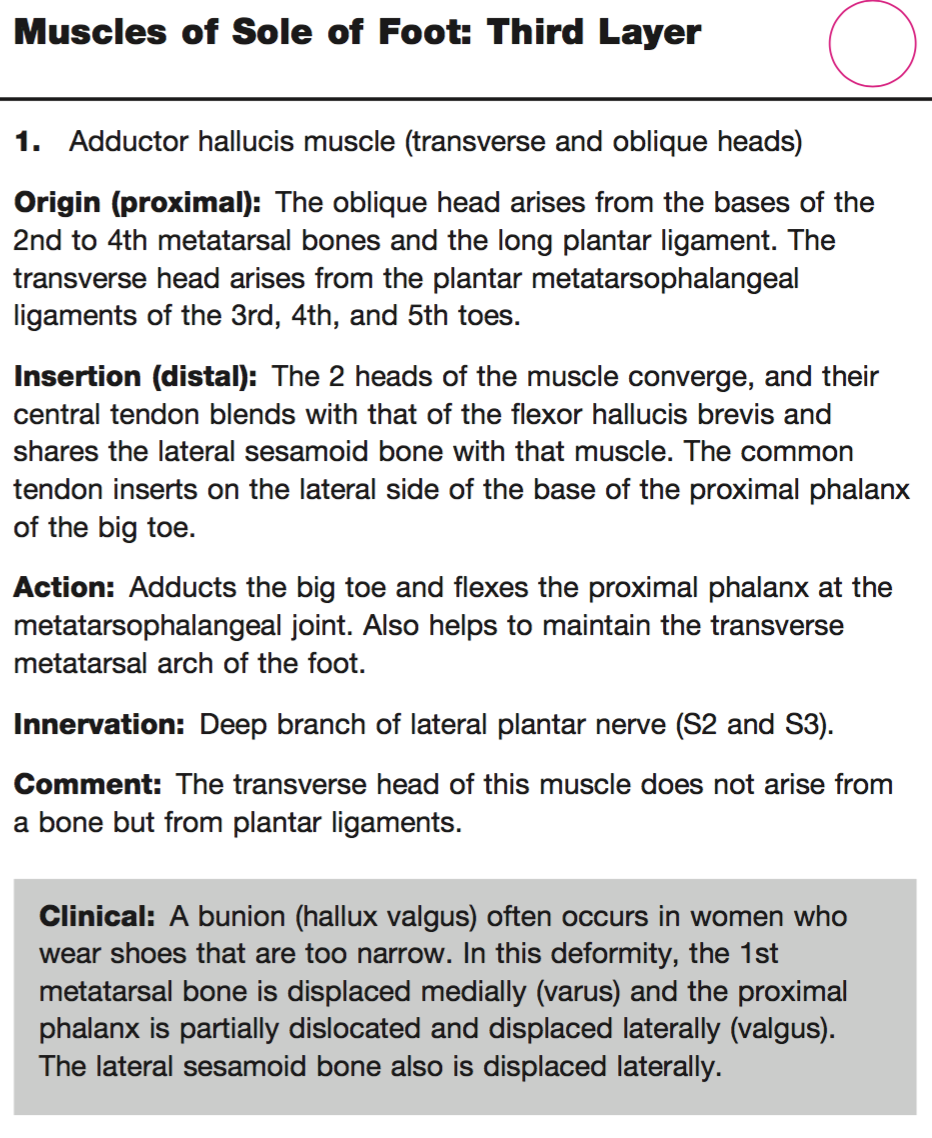 Muscles of Sole of Foot: Third Layer
1. Adductor hallucis muscle (transverse and oblique heads)
Origin (proximal): The oblique head arises from the bases of the
2nd to 4th metatarsal bones and the long plantar ligament. The
transverse head arises from the plantar metatarsophalangeal
ligaments of the 3rd, 4th, and 5th toes.
Insertion (distal): The 2 heads of the muscle converge, and their
central tendon blends with that of the flexor hallucis brevis and
shares the lateral sesamoid bone with that muscle. The common
tendon inserts on the lateral side of the base of the proximal phalanx
of the big toe.
Action: Adducts the big toe and flexes the proximal phalanx at the
metatarsophalangeal joint. Also helps to maintain the transverse
metatarsal arch of the foot.
Innervation: Deep branch of lateral plantar nerve (S2 and S3).
Comment: The transverse head of this muscle does not arise from
a bone but from plantar ligaments.
Clinical: A bunion (hallux valgus) often occurs in women who
wear shoes that are too narrow. In this deformity, the 1st
metatarsal bone is displaced medially (varus) and the proximal
phalanx is partially dislocated and displaced laterally (valgus).
The lateral sesamoid bone also is displaced laterally.